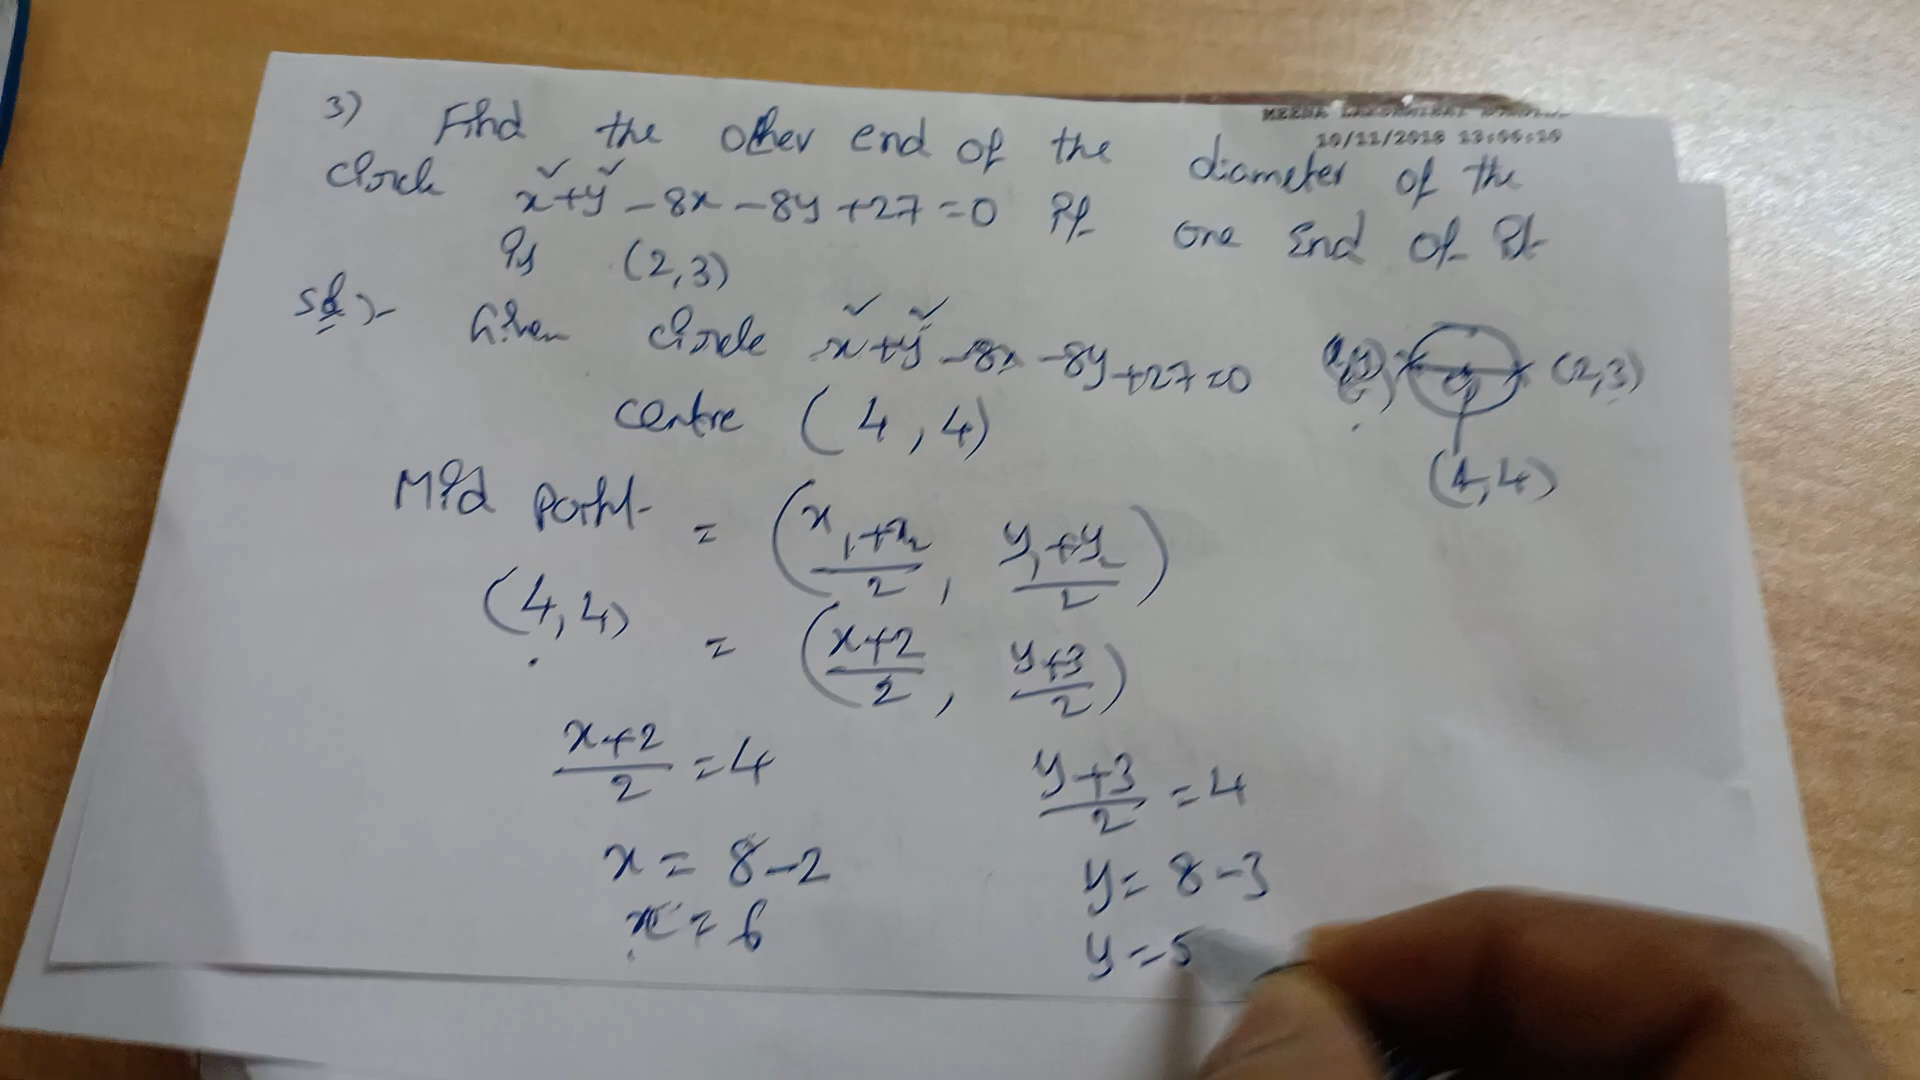 3) Find the other end of the diameter of the
circle x²+y²-8x-8y+27=0 if one End of it
is (2,3)
Sol:- Given circle x²+y²-8x-8y+27=0
(x,y) (2,3)
centre (4,4)
(4,4)
Mid point = (x₁+x₂/2, y₁+y₂/2)
(4,4) = (x+2/2, y+3/2)
x+2/2 =4 y+3/2 =4
x= 8-2 y= 8-3
x= 6 y=5
10/11/2018 13:06:10